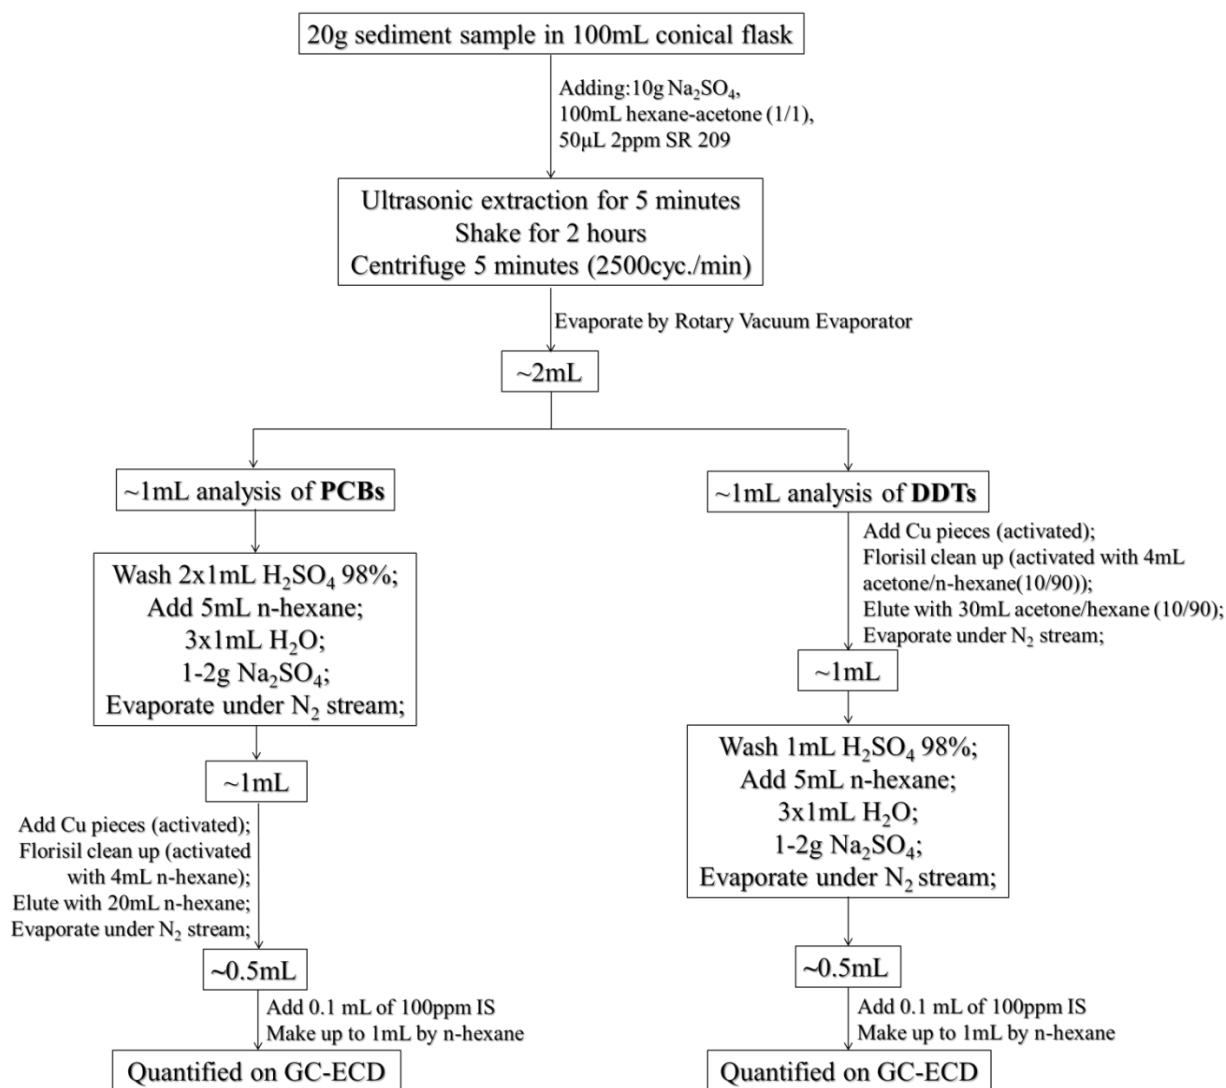 20g sediment sample in 100mL conical flask
Adding:10g Na₂SO₄,
100mL hexane-acetone (1/1),
50μL 2ppm SR 209
Ultrasonic extraction for 5 minutes
Shake for 2 hours
Centrifuge 5 minutes (2500cyc./min)
Evaporate by Rotary Vacuum Evaporator
~2mL
~1mL analysis of PCBs
Wash 2x1mL H₂SO₄ 98%;
Add 5mL n-hexane;
3x1mL H₂O;
1-2g Na₂SO₄;
Evaporate under N₂ stream;
~1mL
Add Cu pieces (activated);
Florisil clean up (activated
with 4mL n-hexane);
Elute with 20mL n-hexane;
Evaporate under N₂ stream;
~0.5mL
Add 0.1 mL of 100ppm IS
Make up to 1mL by n-hexane
Quantified on GC-ECD
~1mL analysis of DDTs
Add Cu pieces (activated);
Florisil clean up (activated with 4mL
acetone/n-hexane(10/90));
Elute with 30mL acetone/hexane (10/90);
Evaporate under N₂ stream;
~1mL
Wash 1mL H₂SO₄ 98%;
Add 5mL n-hexane;
3x1mL H₂O;
1-2g Na₂SO₄;
Evaporate under N₂ stream;
~0.5mL
Add 0.1 mL of 100ppm IS
Make up to 1mL by n-hexane
Quantified on GC-ECD